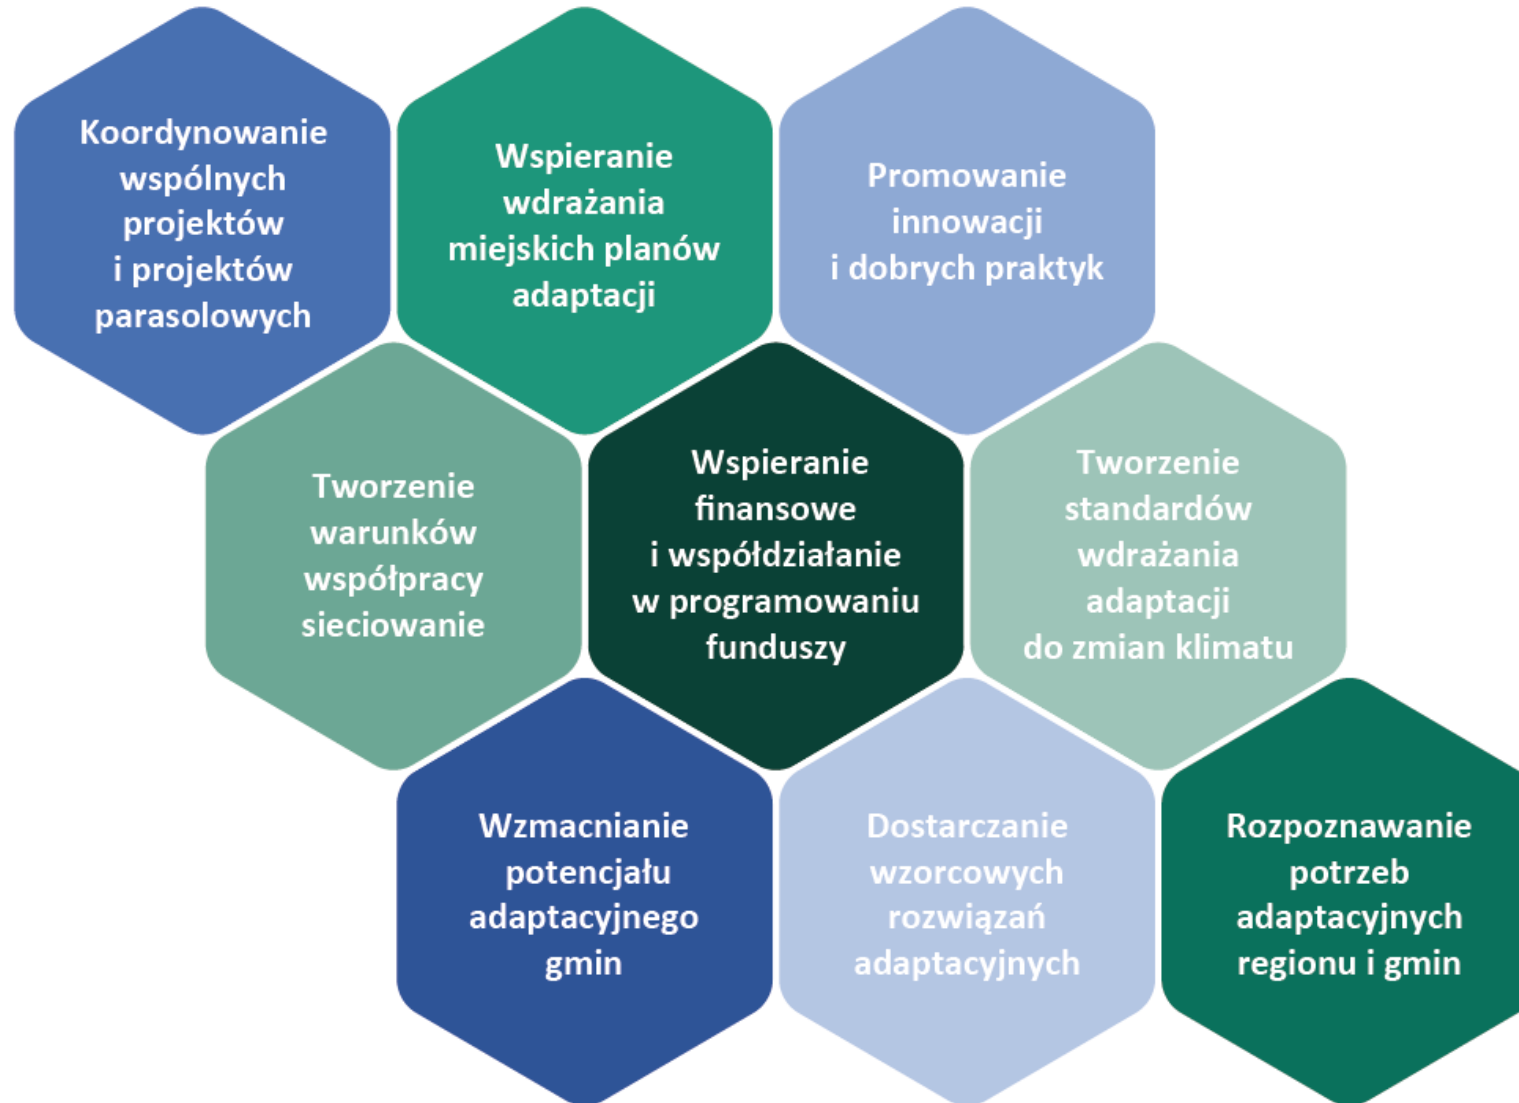 Koordynowanie
wspólnych
projektów
i projektów
parasolowych
Wspieranie
wdrażania
miejskich planów
adaptacji
Promowanie
innowacji
i dobrych praktyk
Tworzenie
warunków
współpracy
sieciowanie
Wspieranie
finansowe
i współdziałanie
w programowaniu
funduszy
Tworzenie
standardów
wdrażania
adaptacji
do zmian klimatu
Wzmacnianie
potencjału
adaptacyjnego
gmin
Dostarczanie
wzorcowych
rozwiązań
adaptacyjnych
Rozpoznawanie
potrzeb
adaptacyjnych
regionu i gmin